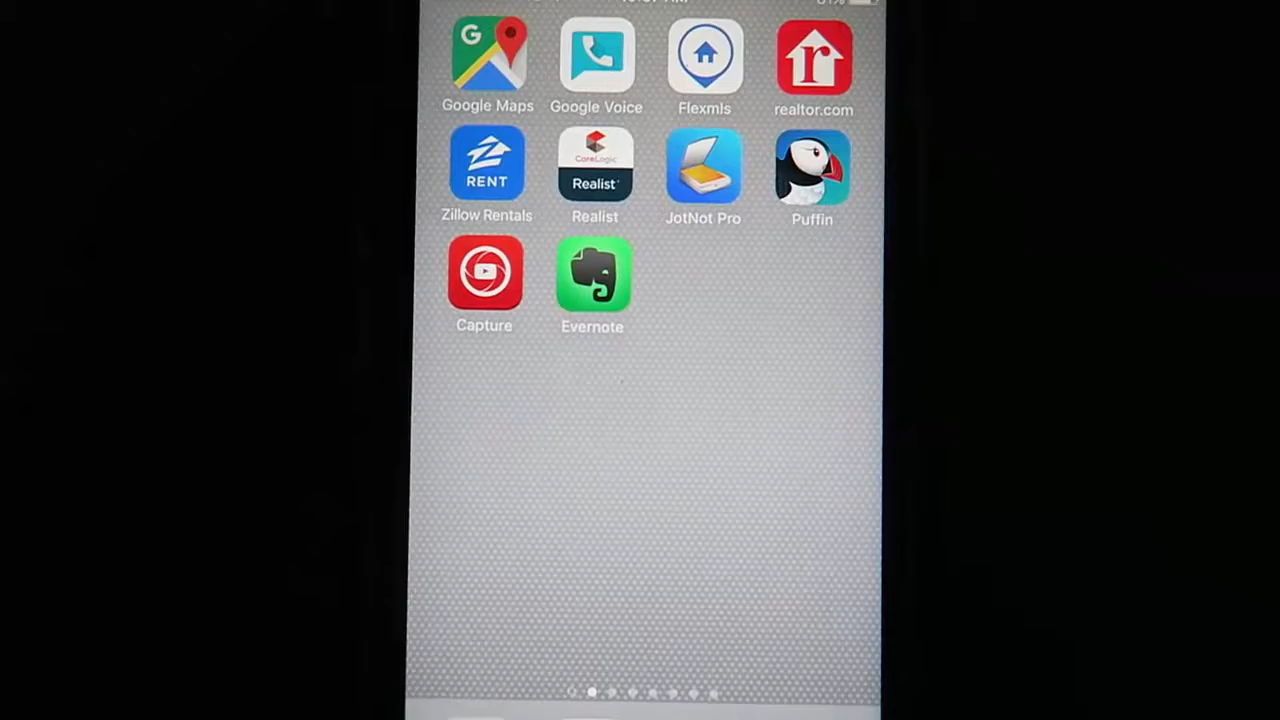 G
Google Maps Google Voice Flexmls realtor.com
r
RENT
CoreLogic
Realist
Zillow Rentals Realist JotNot Pro Puffin
Capture Evernote